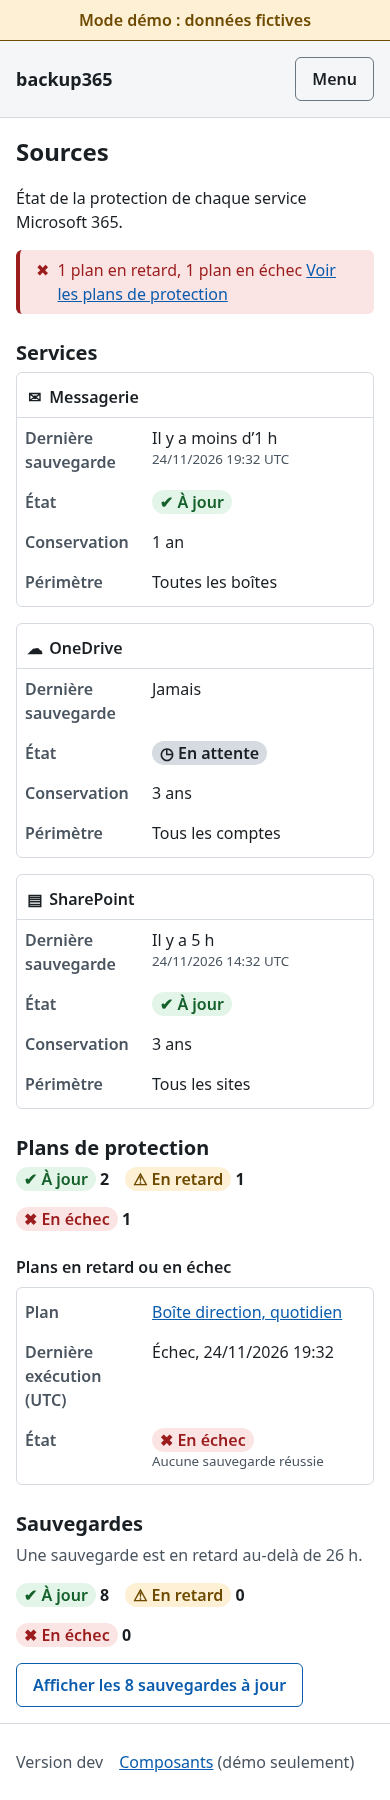 Mode démo : données fictives
backup365
Menu
Sources
État de la protection de chaque service
Microsoft 365.
✖ 1 plan en retard, 1 plan en échec Voir
les plans de protection
Services
✉ Messagerie
Dernière
sauvegarde
Il y a moins d’1 h
24/11/2026 19:32 UTC
État
✔ À jour
Conservation
1 an
Périmètre
Toutes les boîtes
☁ OneDrive
Dernière
sauvegarde
Jamais
État
◷ En attente
Conservation
3 ans
Périmètre
Tous les comptes
▤ SharePoint
Dernière
sauvegarde
Il y a 5 h
24/11/2026 14:32 UTC
État
✔ À jour
Conservation
3 ans
Périmètre
Tous les sites
Plans de protection
✔ À jour 2 ⚠ En retard 1
✖ En échec 1
Plans en retard ou en échec
Plan
Boîte direction, quotidien
Dernière
exécution
(UTC)
Échec, 24/11/2026 19:32
État
✖ En échec
Aucune sauvegarde réussie
Sauvegardes
Une sauvegarde est en retard au-delà de 26 h.
✔ À jour 8 ⚠ En retard 0
✖ En échec 0
Afficher les 8 sauvegardes à jour
Version dev Composants (démo seulement)